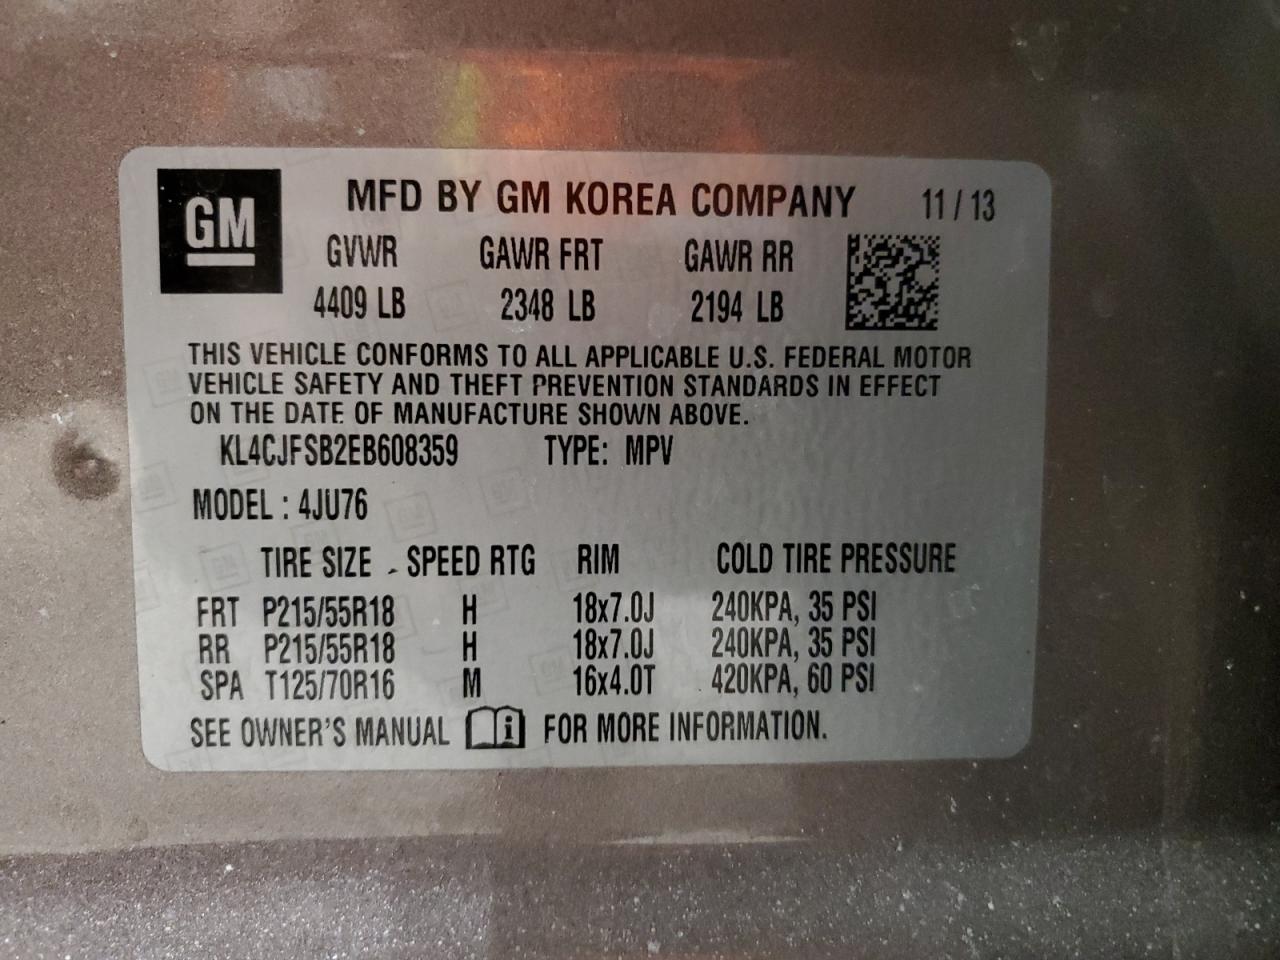 GM MFD BY GM KOREA COMPANY 11 / 13
GVWR GAWR FRT GAWR RR
4409 LB 2348 LB 2194 LB
THIS VEHICLE CONFORMS TO ALL APPLICABLE U.S. FEDERAL MOTOR
VEHICLE SAFETY AND THEFT PREVENTION STANDARDS IN EFFECT
ON THE DATE OF MANUFACTURE SHOWN ABOVE.
KL4CJFSB2EB608359 TYPE: MPV
MODEL : 4JU76
TIRE SIZE SPEED RTG RIM COLD TIRE PRESSURE
FRT P215/55R18 H 18x7.0J 240KPA, 35 PSI
RR P215/55R18 H 18x7.0J 240KPA, 35 PSI
SPA T125/70R16 M 16x4.0T 420KPA, 60 PSI
SEE OWNER'S MANUAL i FOR MORE INFORMATION.